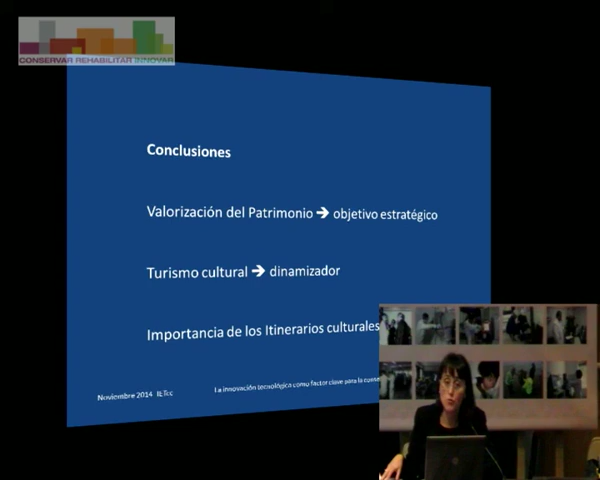 CONSERVAR REHABILITAR INNOVAR
Conclusiones
Valorización del Patrimonio ➔ objetivo estratégico
Turismo cultural ➔ dinamizador
Importancia de los Itinerarios culturales
Noviembre 2014 IETcc
La innovación tecnológica como factor clave para la